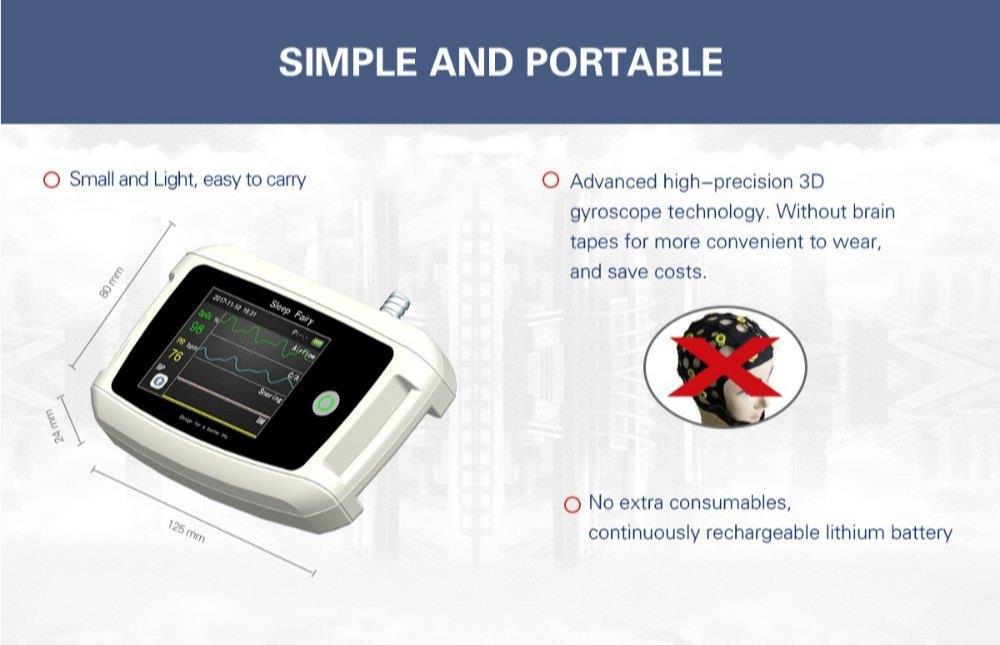 SIMPLE AND PORTABLE
Small and Light, easy to carry
Advanced high-precision 3D
gyroscope technology. Without brain
tapes for more convenient to wear,
and save costs.
80 mm
24 mm
125 mm
Sleep Fairy
2017-11-10 16:21
SpO₂ %
98
Airflow
PR bpm
76
C/A
BP
Snoring
Design for a better life
No extra consumables,
continuously rechargeable lithium battery